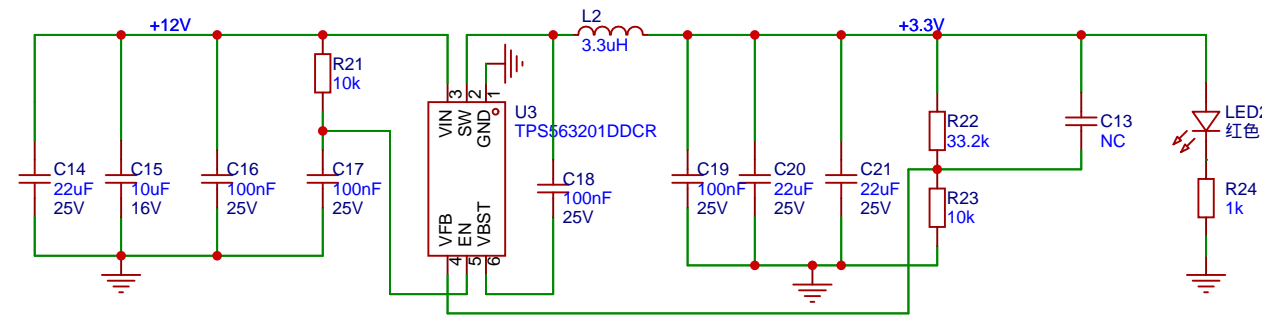 +12V
L2
3.3uH
+3.3V
R21
10k
U3
TPS563201DDCR
VIN
SW
GND
3
2
1
VFB
EN
VBST
4
5
6
C14
22uF
25V
C15
10uF
16V
C16
100nF
25V
C17
100nF
25V
C18
100nF
25V
C19
100nF
25V
C20
22uF
25V
C21
22uF
25V
R22
33.2k
R23
10k
C13
NC
LED2
红色
R24
1k